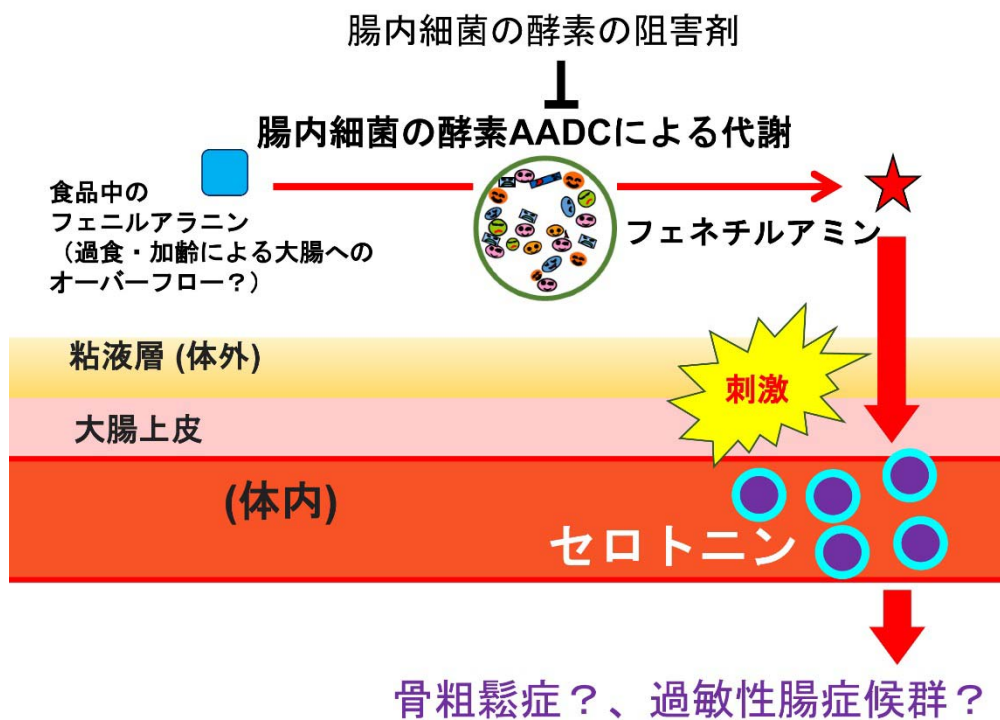 腸内細菌の酵素の阻害剤
腸内細菌の酵素AADCによる代謝
食品中の
フェニルアラニン
（過食・加齢による大腸への
オーバーフロー？）
フェネチルアミン
粘液層 (体外)
刺激
大腸上皮
(体内)
セロトニン
骨粗鬆症？、過敏性腸症候群？